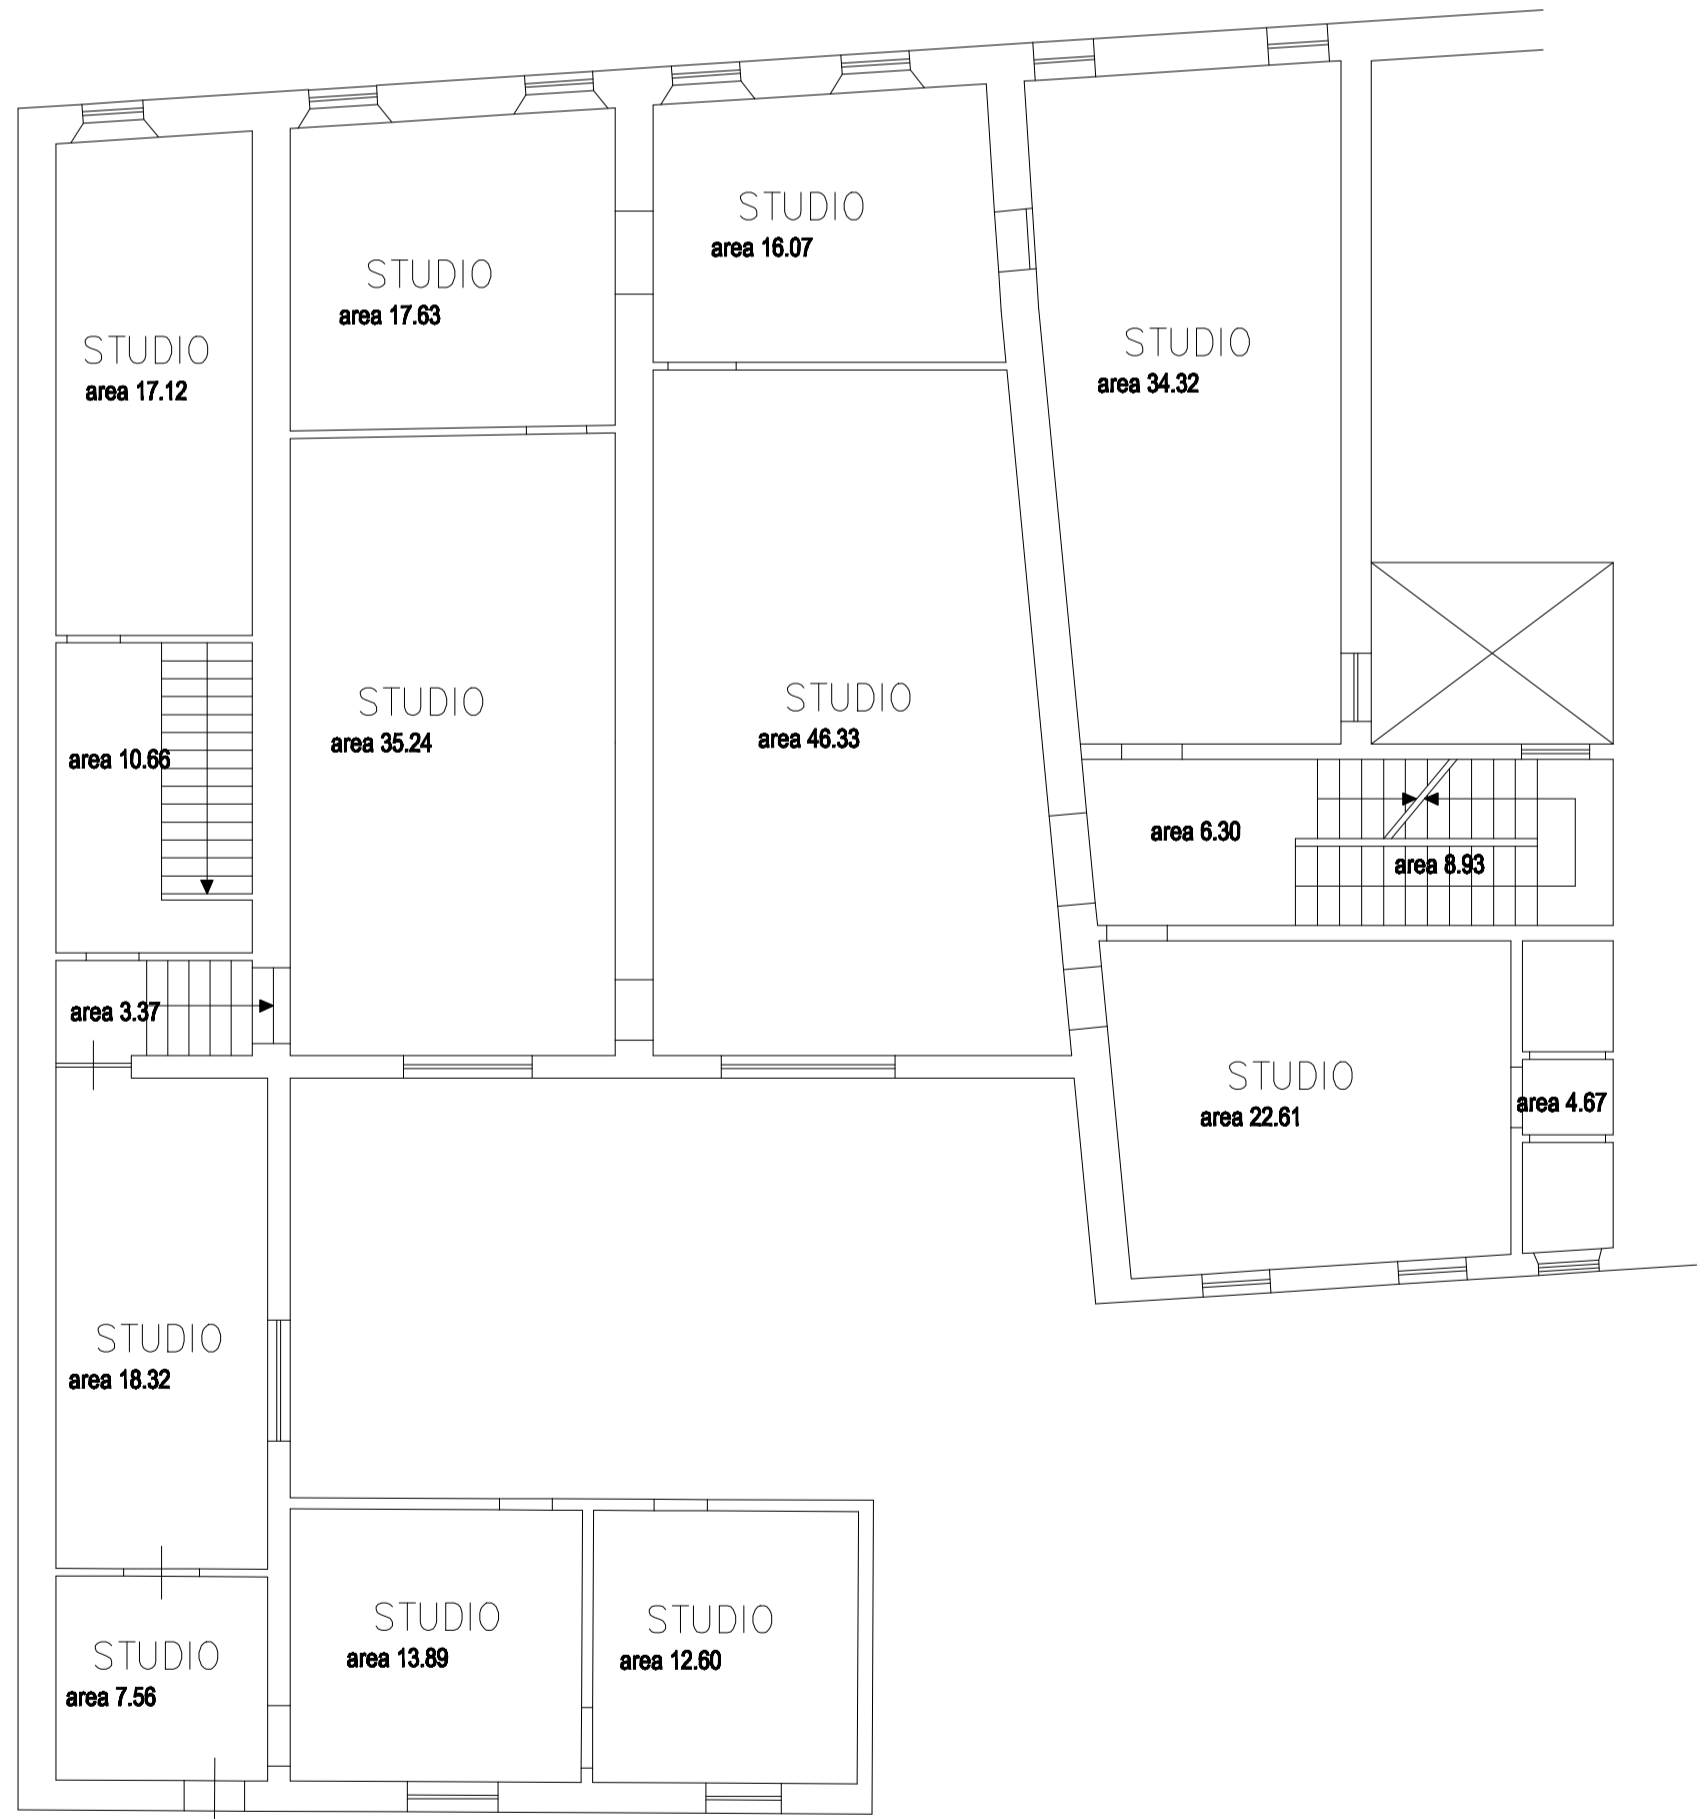 STUDIO
area 16.07
STUDIO
area 17.63
STUDIO
area 17.12
STUDIO
area 34.32
STUDIO
area 35.24
STUDIO
area 46.33
area 10.66
area 6.30
area 8.93
area 3.37
STUDIO
area 22.61
area 4.67
STUDIO
area 18.32
STUDIO
area 7.56
STUDIO
area 13.89
STUDIO
area 12.60